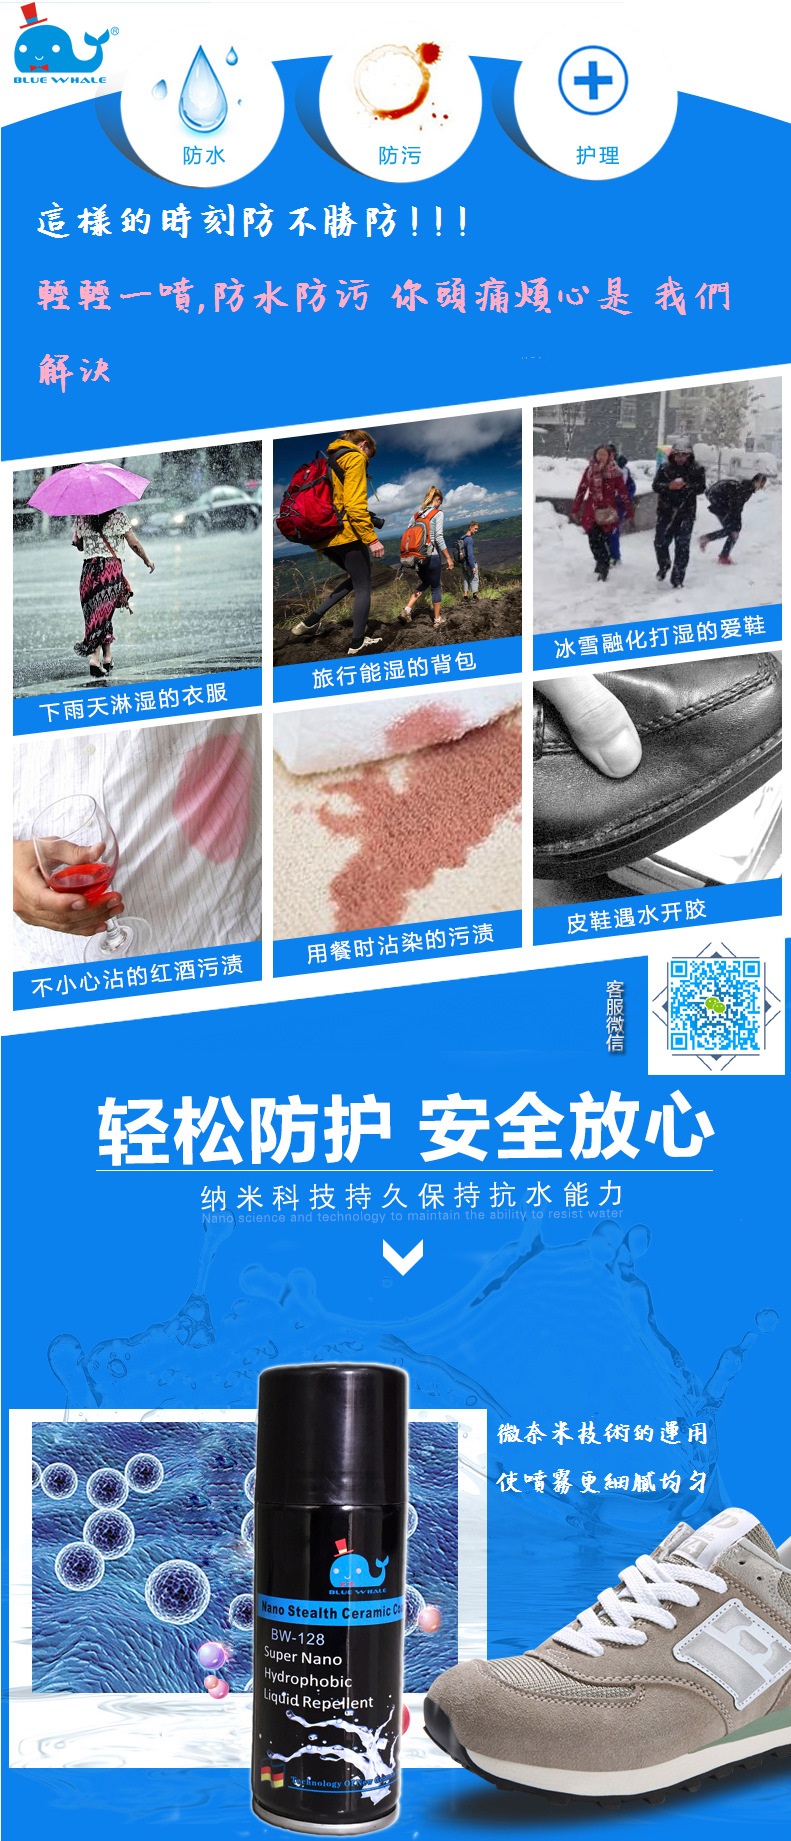 BLUE WHALE®
防水
防污
护理
這樣的時刻防不勝防!!!
輕輕一噴,防水防污 你頭痛煩心是 我們
解決
下雨天淋湿的衣服
旅行能湿的背包
冰雪融化打湿的爱鞋
不小心沾的红酒污渍
用餐时沾染的污渍
皮鞋遇水开胶
客服微信
轻松防护 安全放心
纳米科技持久保持抗水能力
Nano science and technology to maintain the ability to resist water
微奈米技術的運用
使噴霧更細膩均勻
BLUE WHALE
Nano Stealth Ceramic
BW-128
Super Nano
Hydrophobic
Liquid Repellent
Technology Of New